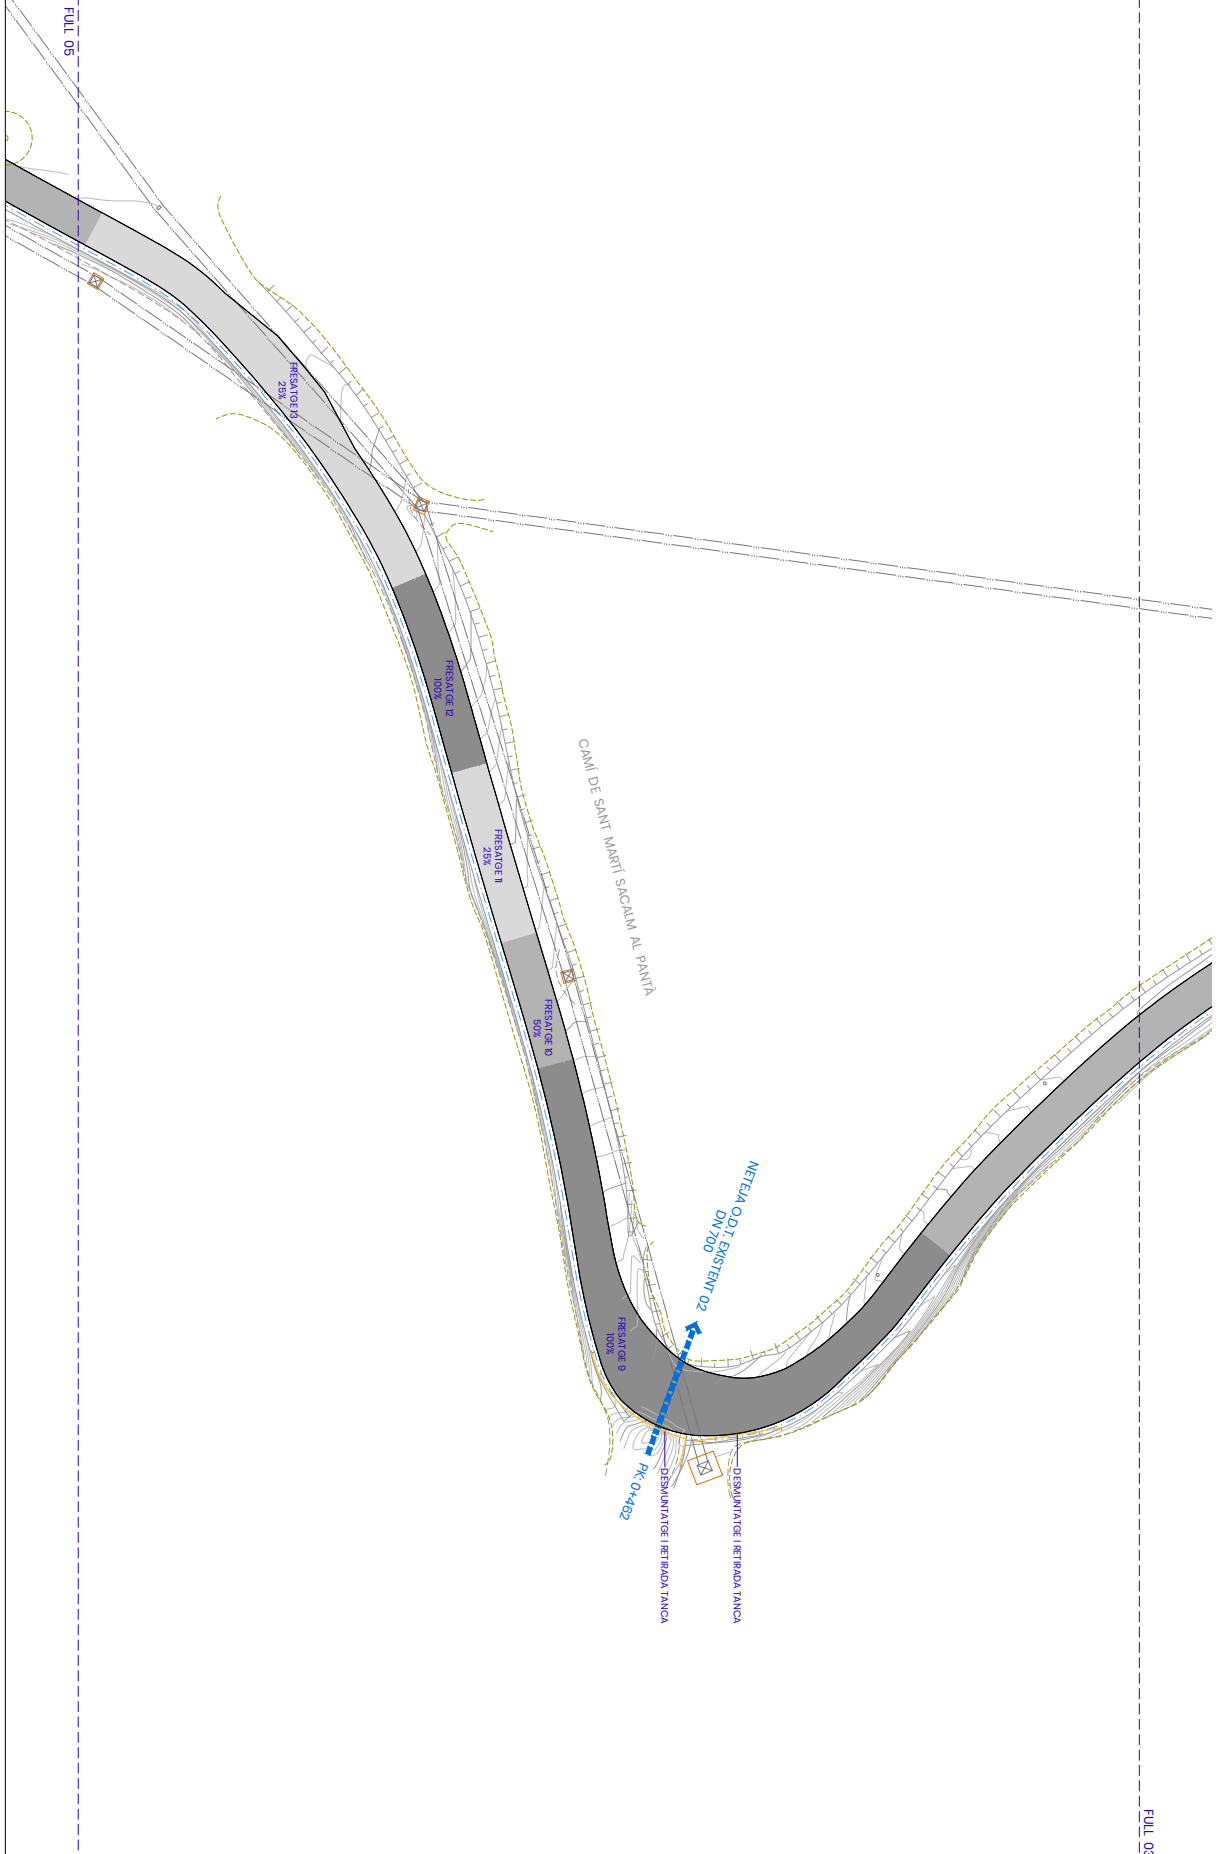 FULL 05
FRESATGE 13
25%
FRESATGE 12
100%
CAMÍ DE SANT MARTÍ SACALM AL PANTÀ
FRESATGE 11
25%
FRESATGE 10
50%
NETEJA O.D.T. EXISTENT 02
DN 700
FRESATGE 9
100%
PK: 0+462
DESMUNTATGE I RETIRADA TANCA
DESMUNTATGE I RETIRADA TANCA
FULL 03